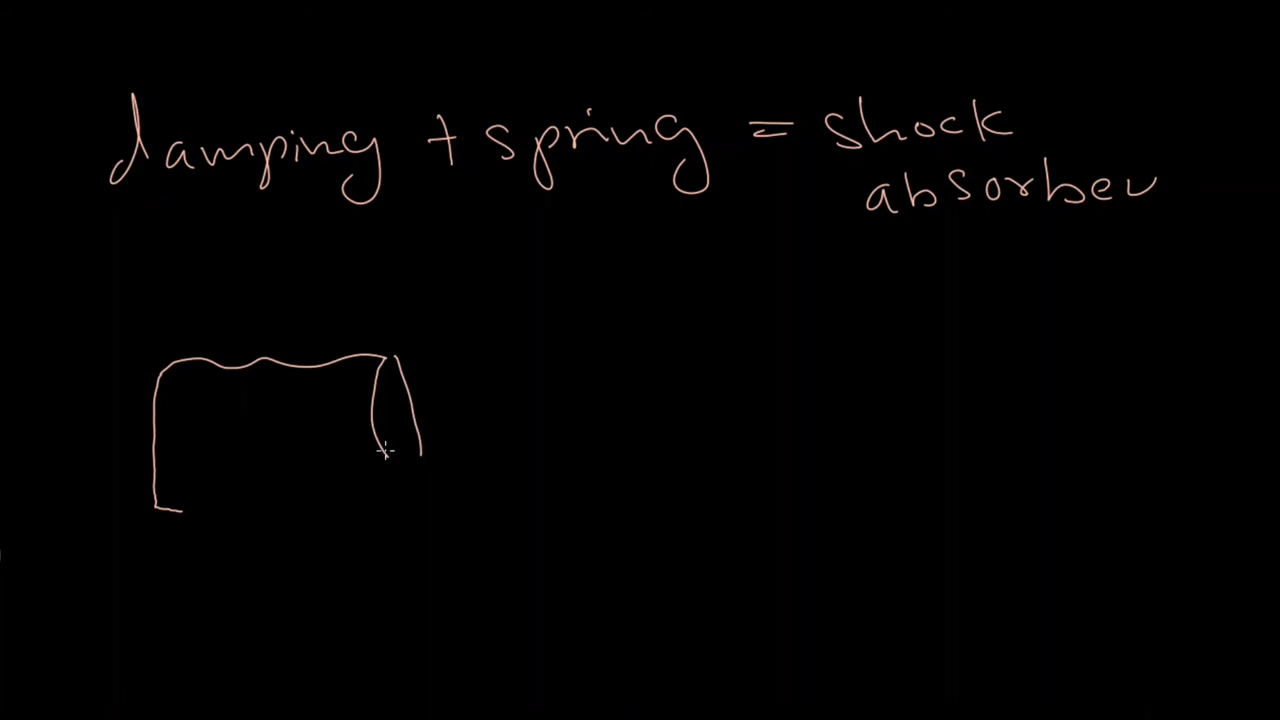 damping + spring = shock
absorber